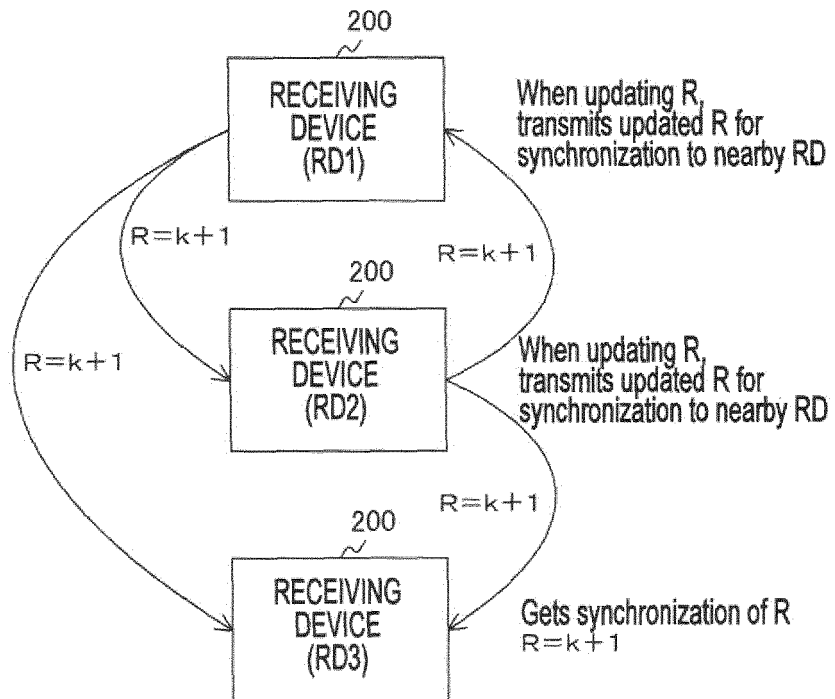 200
RECEIVING
DEVICE
(RD1)
When updating R,
transmits updated R for
synchronization to nearby RD
R=k+1
R=k+1
200
R=k+1
RECEIVING
DEVICE
(RD2)
When updating R,
transmits updated R for
synchronization to nearby RD
R=k+1
200
RECEIVING
DEVICE
(RD3)
Gets synchronization of R
R=k+1